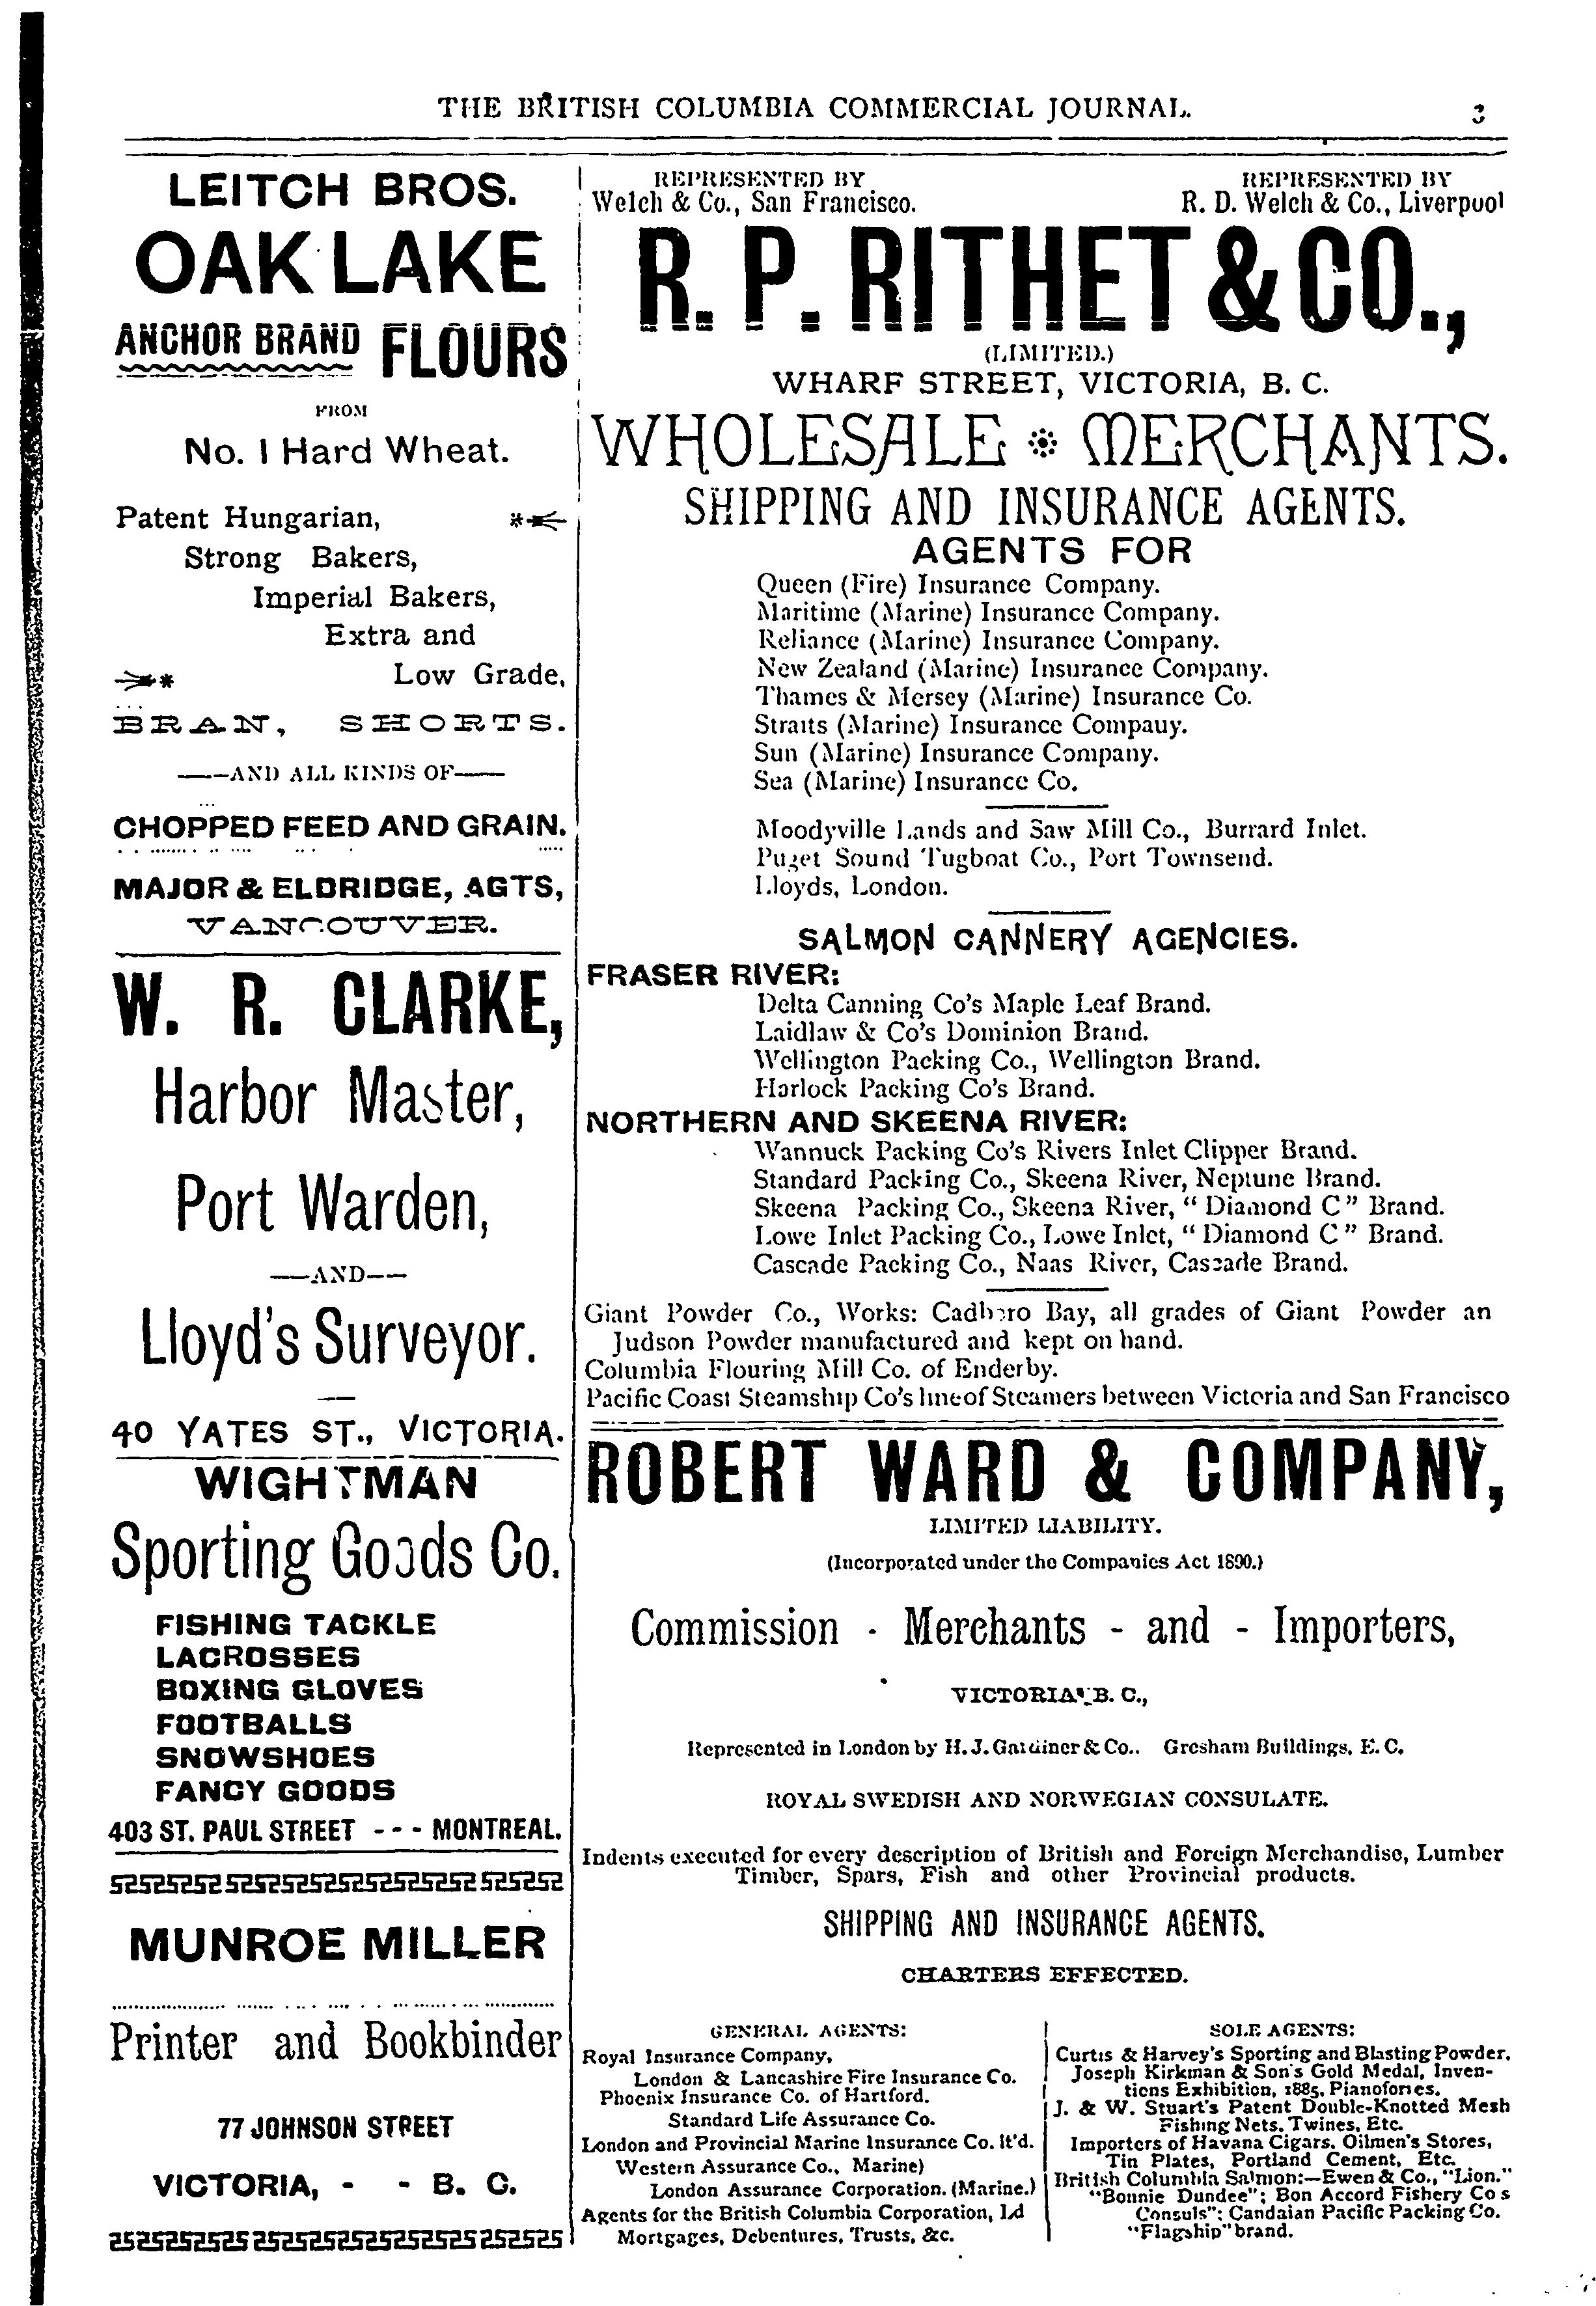 THE BRITISH COLUMBIA COMMERCIAL JOURNAL. 3
LEITCH BROS.
OAK LAKE
ANCHOR BRAND FLOURS
FROM
No. 1 Hard Wheat.
Patent Hungarian,
Strong Bakers,
Imperial Bakers,
Extra and
Low Grade,
BRAN, SHORTS.
—AND ALL KINDS OF—
CHOPPED FEED AND GRAIN.
MAJOR & ELDRIDGE, AGTS,
VANCOUVER.
W. R. CLARKE,
Harbor Master,
Port Warden,
—AND—
Lloyd's Surveyor.
40 YATES ST., VICTORIA.
WIGHTMAN
Sporting Goods Co.
FISHING TACKLE
LACROSSES
BOXING GLOVES
FOOTBALLS
SNOWSHOES
FANCY GOODS
403 ST. PAUL STREET - - - MONTREAL.
MUNROE MILLER
Printer and Bookbinder
77 JOHNSON STREET
VICTORIA, - - B. C.
REPRESENTED BY
Welch & Co., San Francisco.
REPRESENTED BY
R. D. Welch & Co., Liverpool
R. P. RITHET & CO.,
(LIMITED.)
WHARF STREET, VICTORIA, B. C.
WHOLESALE MERCHANTS.
SHIPPING AND INSURANCE AGENTS.
AGENTS FOR
Queen (Fire) Insurance Company.
Maritime (Marine) Insurance Company.
Reliance (Marine) Insurance Company.
New Zealand (Marine) Insurance Company.
Thames & Mersey (Marine) Insurance Co.
Straits (Marine) Insurance Compauy.
Sun (Marine) Insurance Company.
Sea (Marine) Insurance Co.
Moodyville Lands and Saw Mill Co., Burrard Inlet.
Puget Sound Tugboat Co., Port Townsend.
Lloyds, London.
SALMON CANNERY AGENCIES.
FRASER RIVER:
Delta Canning Co's Maple Leaf Brand.
Laidlaw & Co's Dominion Brand.
Wellington Packing Co., Wellington Brand.
Harlock Packing Co's Brand.
NORTHERN AND SKEENA RIVER:
Wannuck Packing Co's Rivers Inlet Clipper Brand.
Standard Packing Co., Skeena River, Neptune Brand.
Skeena Packing Co., Skeena River, " Diamond C " Brand.
Lowe Inlet Packing Co., Lowe Inlet, " Diamond C " Brand.
Cascade Packing Co., Naas River, Cascade Brand.
Giant Powder Co., Works: Cadboro Bay, all grades of Giant Powder an
Judson Powder manufactured and kept on hand.
Columbia Flouring Mill Co. of Enderby.
Pacific Coast Steamship Co's line of Steamers between Victoria and San Francisco
ROBERT WARD & COMPANY,
LIMITED LIABILITY.
(Incorporated under the Companies Act 1890.)
Commission - Merchants - and - Importers,
VICTORIA, B. C.,
Represented in London by H. J. Gardiner & Co.. Gresham Buildings, E. C.
ROYAL SWEDISH AND NORWEGIAN CONSULATE.
Indents executed for every description of British and Foreign Merchandise, Lumber
Timber, Spars, Fish and other Provincial products.
SHIPPING AND INSURANCE AGENTS.
CHARTERS EFFECTED.
GENERAL AGENTS:
Royal Insurance Company,
London & Lancashire Fire Insurance Co.
Phoenix Insurance Co. of Hartford.
Standard Life Assurance Co.
London and Provincial Marine Insurance Co. lt'd.
Western Assurance Co., Marine)
London Assurance Corporation. (Marine.)
Agents for the British Columbia Corporation, Ld
Mortgages, Debentures, Trusts, &c.
SOLE AGENTS:
Curtis & Harvey's Sporting and Blasting Powder.
Joseph Kirkman & Son's Gold Medal, Inven-
tions Exhibition, 1885, Pianofortes.
J. & W. Stuart's Patent Double-Knotted Mesh
Fishing Nets, Twines, Etc.
Importers of Havana Cigars, Oilmen's Stores,
Tin Plates, Portland Cement, Etc.
British Columbia Salmon:—Ewen & Co., "Lion."
"Bonnie Dundee"; Bon Accord Fishery Co s
Consuls"; Candaian Pacific Packing Co.
"Flagship" brand.